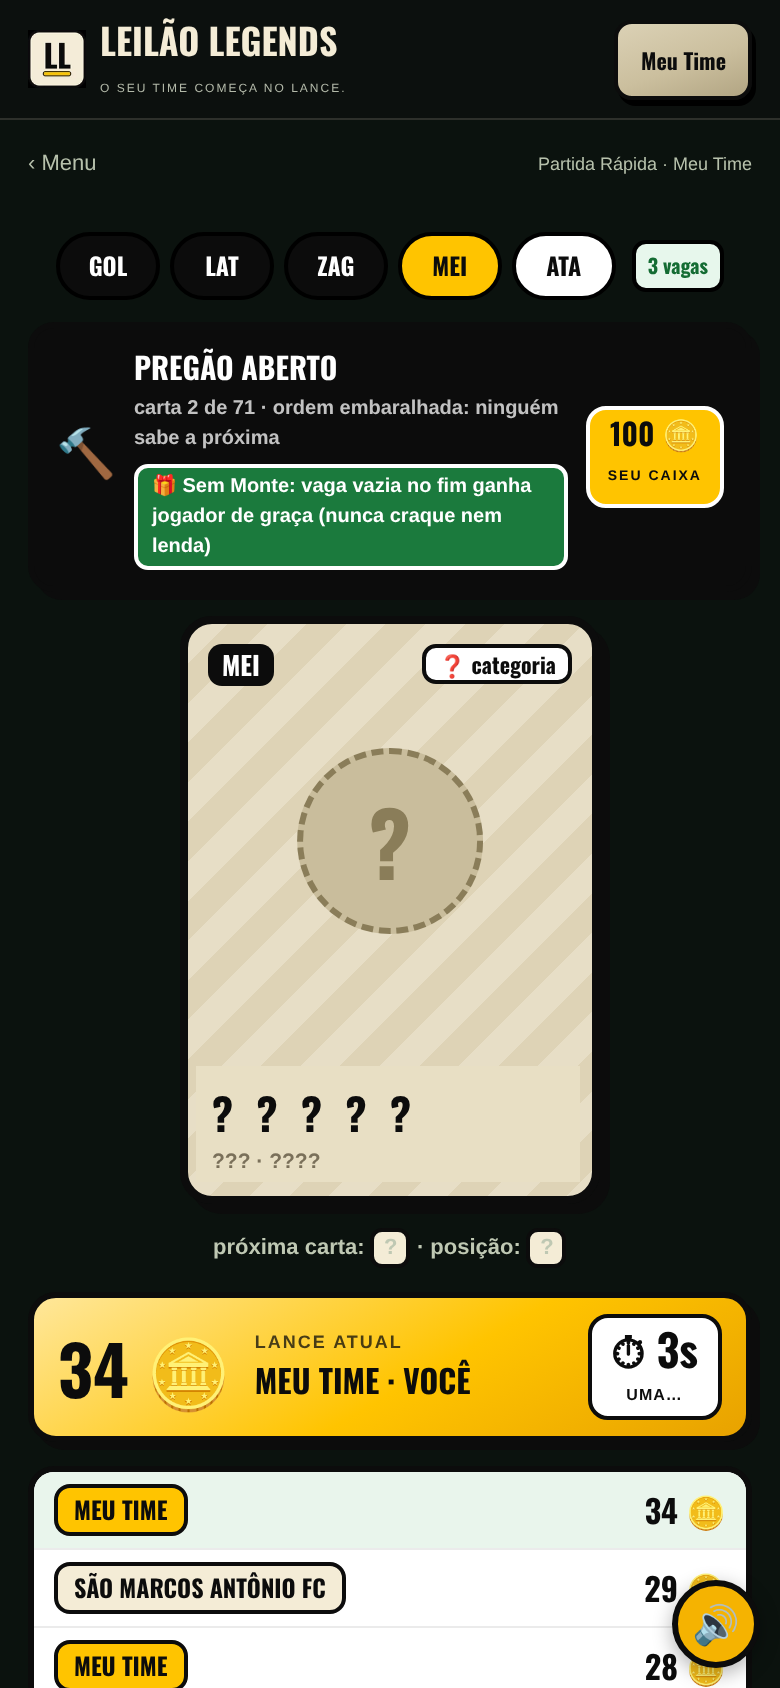 LL
LEILÃO LEGENDS
O SEU TIME COMEÇA NO LANCE.
Meu Time
‹ Menu
Partida Rápida · Meu Time
GOL
LAT
ZAG
MEI
ATA
3 vagas
PREGÃO ABERTO
carta 2 de 71 · ordem embaralhada: ninguém
sabe a próxima
🎁 Sem Monte: vaga vazia no fim ganha
jogador de graça (nunca craque nem
lenda)
100 🪙
SEU CAIXA
MEI
❓ categoria
?
? ? ? ? ?
??? · ????
próxima carta: ? · posição: ?
34 🪙
LANCE ATUAL
MEU TIME · VOCÊ
⏱ 3s
UMA...
MEU TIME
34 🪙
SÃO MARCOS ANTÔNIO FC
29 🪙
MEU TIME
28 🪙